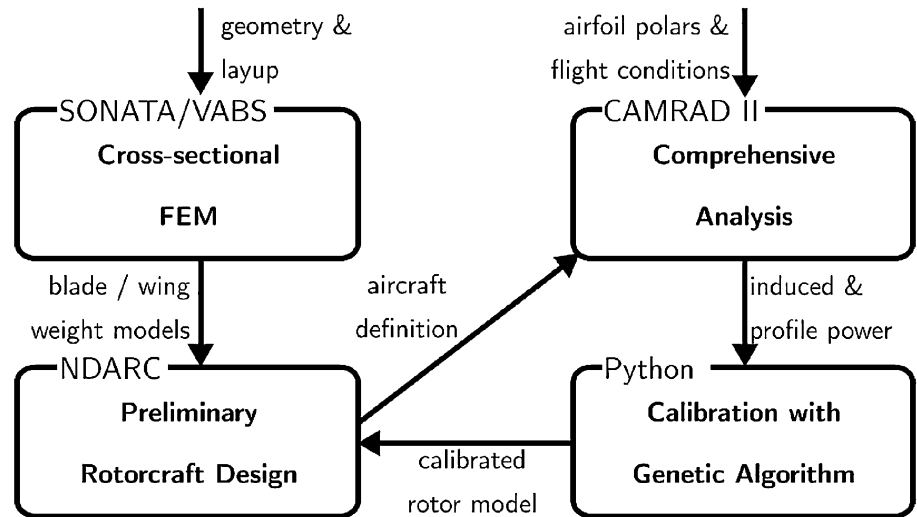 geometry &
layup
airfoil polars &
flight conditions
SONATA/VABS
Cross-sectional
FEM
CAMRAD II
Comprehensive
Analysis
blade / wing
weight models
aircraft
definition
induced &
profile power
NDARC
Preliminary
Rotorcraft Design
Python
Calibration with
Genetic Algorithm
calibrated
rotor model